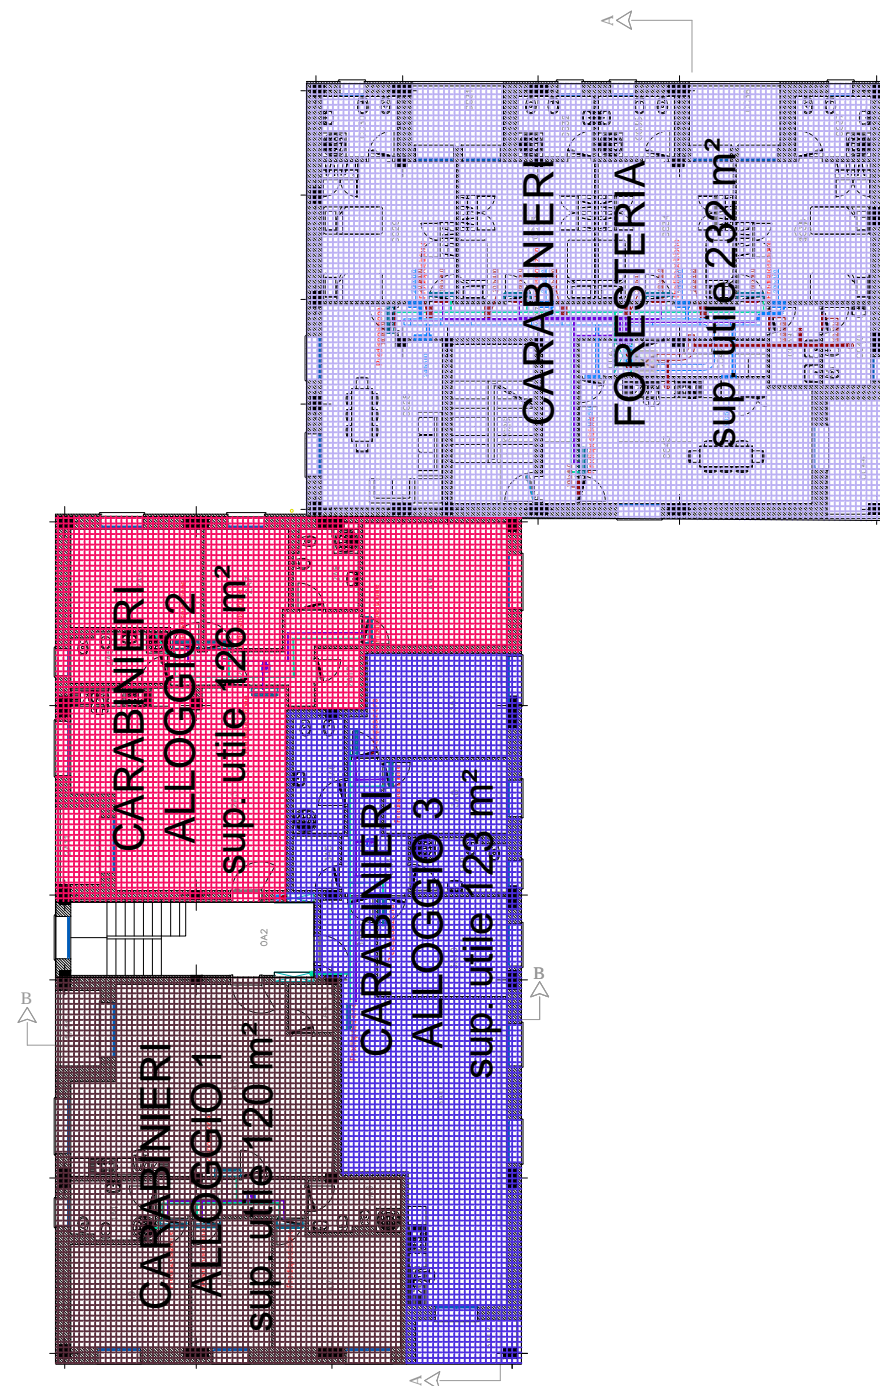 A
CARABINIERI
FORESTERIA
sup. utile 232 m²
CARABINIERI
ALLOGGIO 2
sup. utile 126 m²
CARABINIERI
ALLOGGIO 3
sup. utile 123 m²
0A2
B
B
CARABINIERI
ALLOGGIO 1
sup. utile 120 m²
A